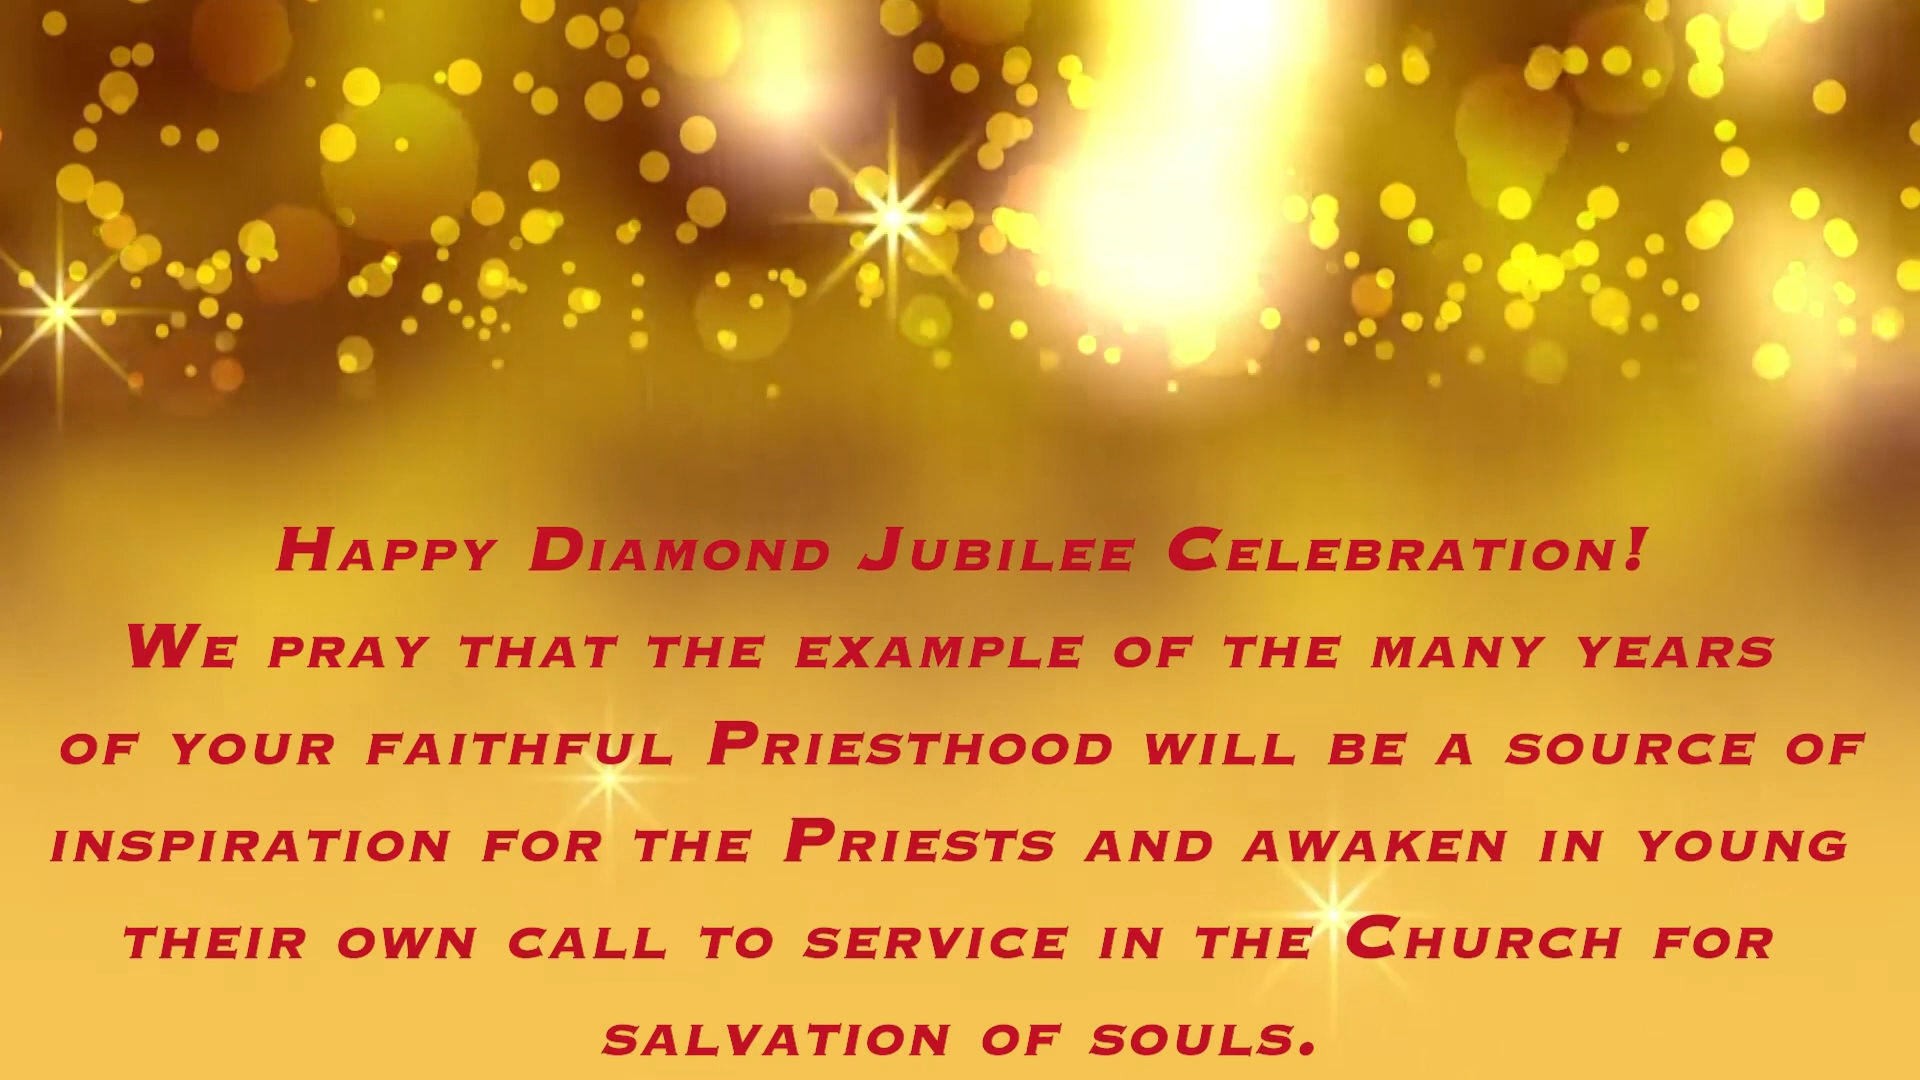 Happy Diamond Jubilee Celebration!
We pray that the example of the many years
of your faithful Priesthood will be a source of
inspiration for the Priests and awaken in young
their own call to service in the Church for
salvation of souls.